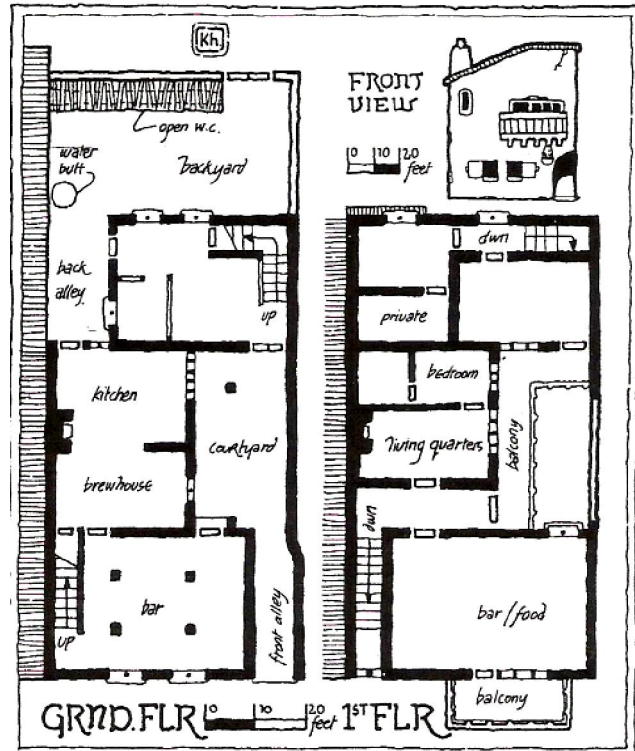 Kh.
FRONT
VIEW
0 10 20
feet
open w.c.
water
butt
backyard
back
alley
up
kitchen
courtyard
brewhouse
bar
up
front alley
dwn
private
bedroom
living quarters
balcony
dwn
bar/food
balcony
GRND. FLR
0 10 20
feet
1ST FLR